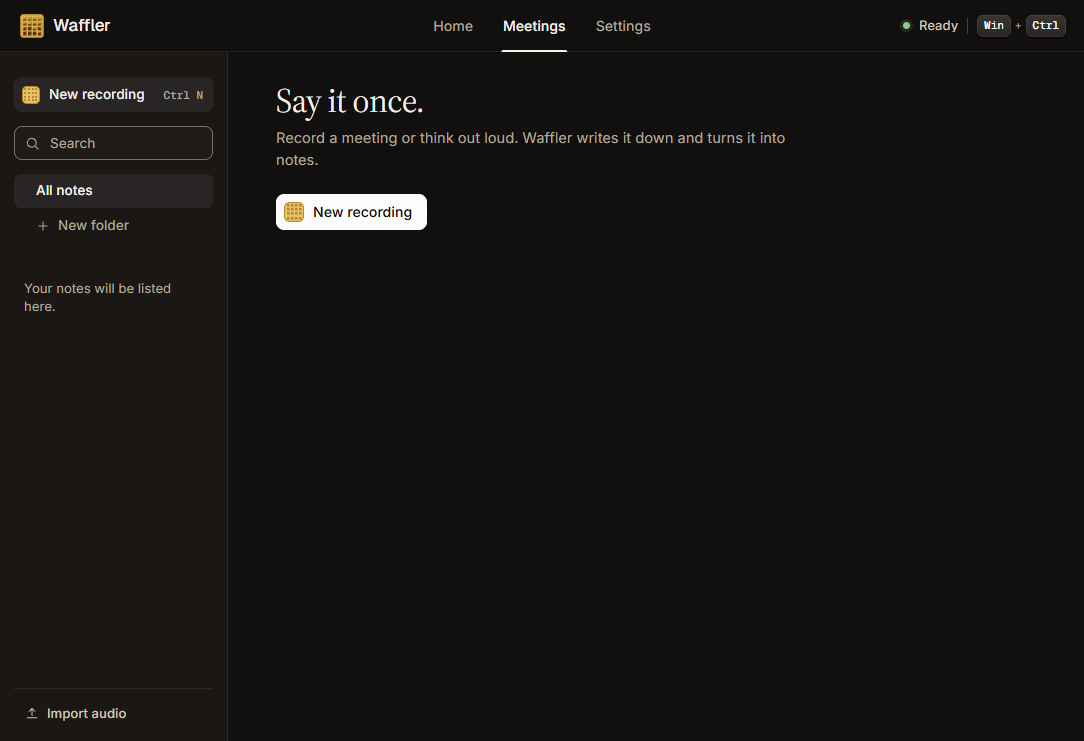 Waffler
Home
Meetings
Settings
Ready
Win + Ctrl
New recording Ctrl N
Search
All notes
+ New folder
Your notes will be listed
here.
Import audio
Say it once.
Record a meeting or think out loud. Waffler writes it down and turns it into
notes.
New recording